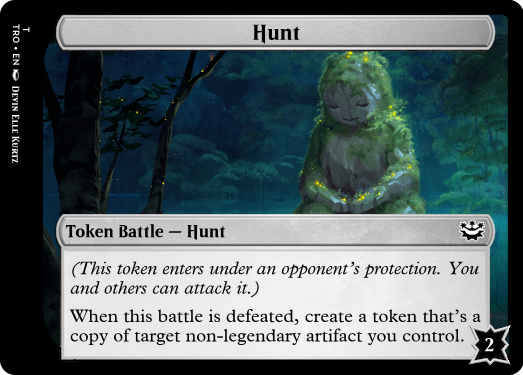 Hunt
Token Battle — Hunt
(This token enters under an opponent's protection. You
and others can attack it.)
When this battle is defeated, create a token that's a
copy of target non-legendary artifact you control.
2
T
TRO • EN DEVIN ELLE KURTZ